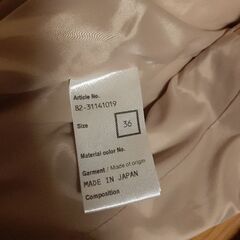 Article No.
82-31141019
Size
36
Material color No.
Garment / Made of origin
MADE IN JAPAN
Composition